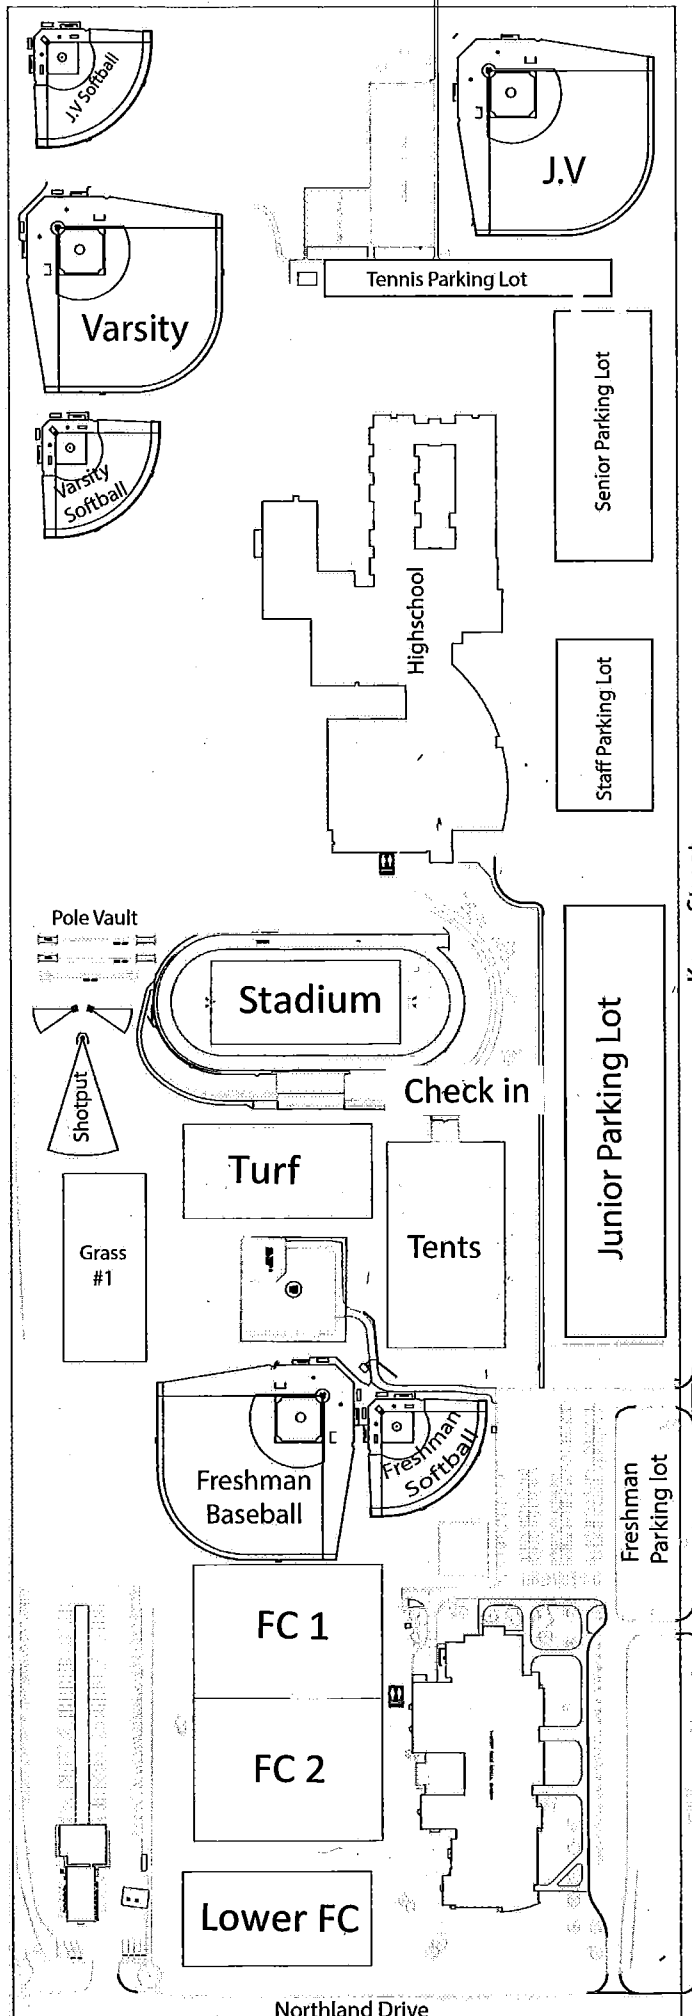 J.V Softball
J.V
Tennis Parking Lot
Varsity
Senior Parking Lot
Varsity
Softball
Highschool
Staff Parking Lot
Pole Vault
Stadium
Junior Parking Lot
Check in
Shotput
Turf
Grass
#1
Tents
Freshman
Baseball
Freshman
Softball
Freshman
Parking lot
FC 1
FC 2
Lower FC
Northland Drive